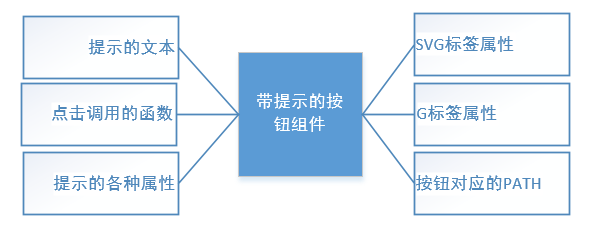 提示的文本
点击调用的函数
提示的各种属性
带提示的按
钮组件
SVG标签属性
G标签属性
按钮对应的PATH